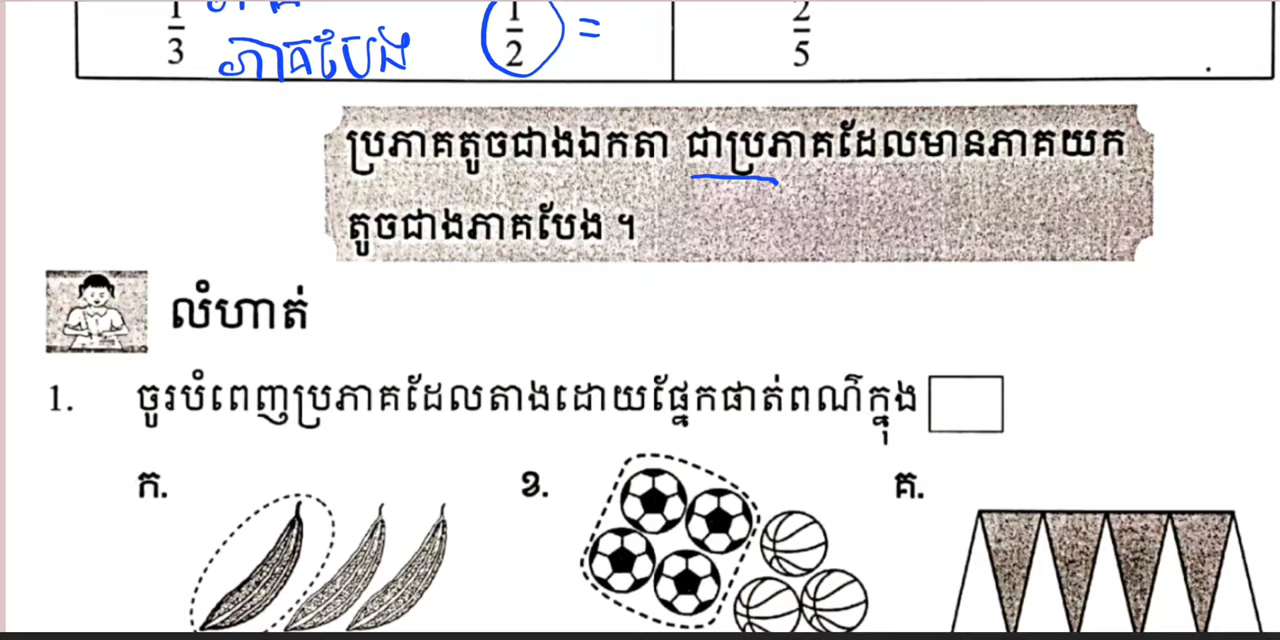 1/3 ភាគបែង 1/2 = 2/5
ប្រភាគតូចជាងឯកតា ជាប្រភាគដែលមានភាគយក
តូចជាងភាគបែង ។
លំហាត់
1. ចូរបំពេញប្រភាគដែលតាងដោយផ្នែកផាត់ពណ៌ក្នុង
ក. ខ. គ.